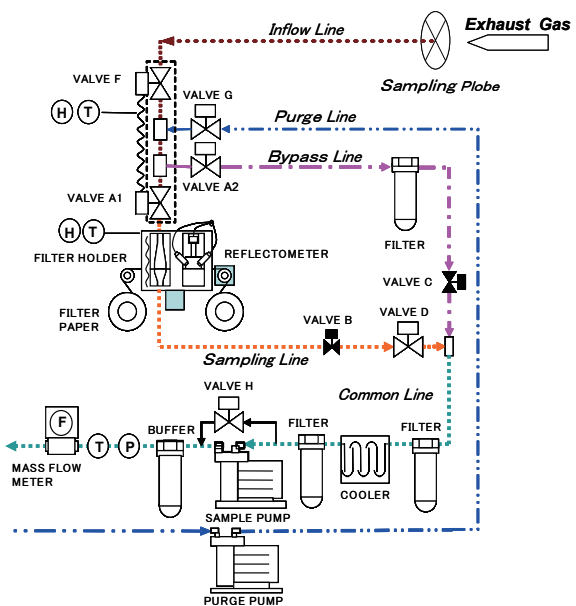 Inflow Line
Exhaust Gas
Sampling Plobe
VALVE F
VALVE G
H T
Purge Line
Bypass Line
VALVE A1
VALVE A2
FILTER
H T
FILTER HOLDER
REFLECTOMETER
VALVE C
FILTER
PAPER
VALVE B
VALVE D
Sampling Line
VALVE H
Common Line
BUFFER
FILTER
FILTER
F
T P
MASS FLOW
METER
COOLER
SAMPLE PUMP
PURGE PUMP